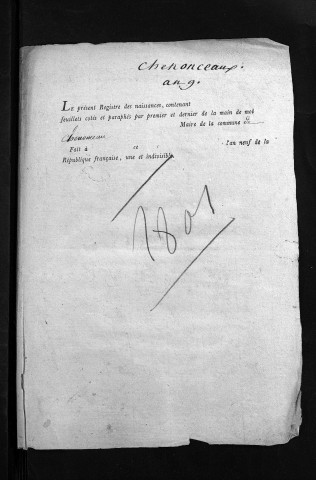 Chenonceaux.
an 9.
Le présent Registre des naissances, contenant
feuillets cotés et paraphés par premier et dernier de la main de moi
Maire de la commune de
Chenonceaux
Fait à ce l'an neuf de la
République française, une et indivisible.
1801